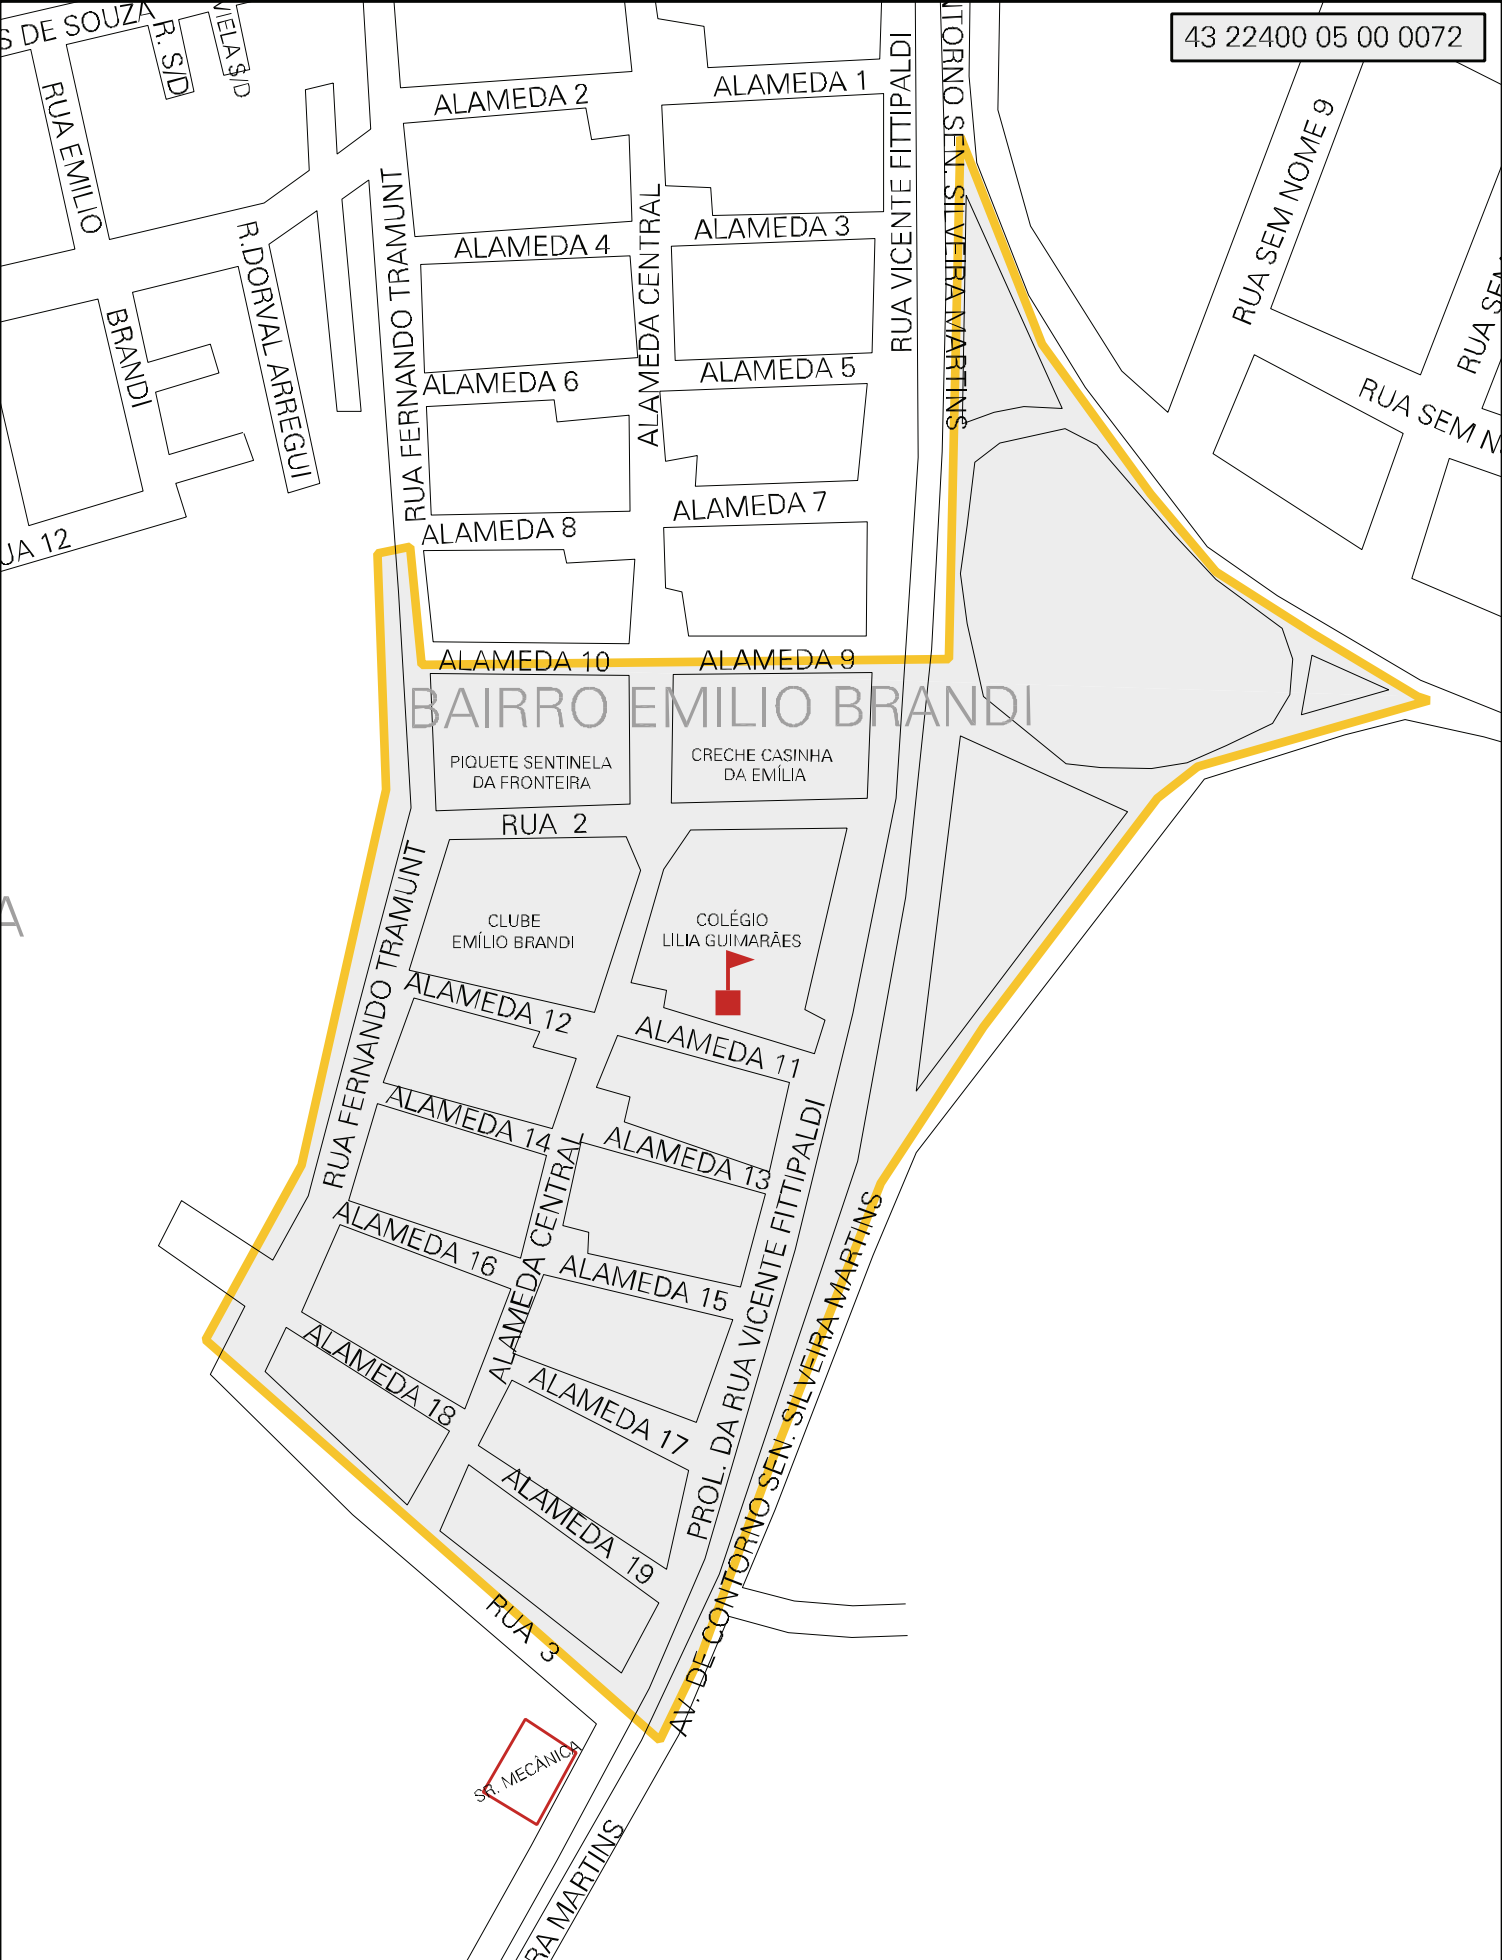 S DE SOUZA
R. S/D
VIELA S/D
43 22400 05 00 0072
RUA EMILIO
ALAMEDA 2
ALAMEDA 1
RUA VICENTE FITTIPALDI
NTORNO SEN. SILVEIRA MARTINS
RUA SEM NOME 9
RUA FERNANDO TRAMUNT
ALAMEDA CENTRAL
R.DORVAL ARREGUI
ALAMEDA 4
ALAMEDA 3
RUA SEM
BRANDI
ALAMEDA 6
ALAMEDA 5
RUA SEM N
ALAMEDA 8
ALAMEDA 7
UA 12
ALAMEDA 10
ALAMEDA 9
BAIRRO EMILIO BRANDI
PIQUETE SENTINELA
DA FRONTEIRA
CRECHE CASINHA
DA EMÍLIA
RUA 2
RUA FERNANDO TRAMUNT
A
CLUBE
EMÍLIO BRANDI
COLÉGIO
LILIA GUIMARÃES
ALAMEDA 12
ALAMEDA 11
ALAMEDA 14
ALAMEDA 13
ALAMEDA CENTRAL
PROL. DA RUA VICENTE FITTIPALDI
AV. DE CONTORNO SEN. SILVEIRA MARTINS
ALAMEDA 16
ALAMEDA 15
ALAMEDA 18
ALAMEDA 17
ALAMEDA 19
RUA 3
SR. MECÂNICA
RA MARTINS